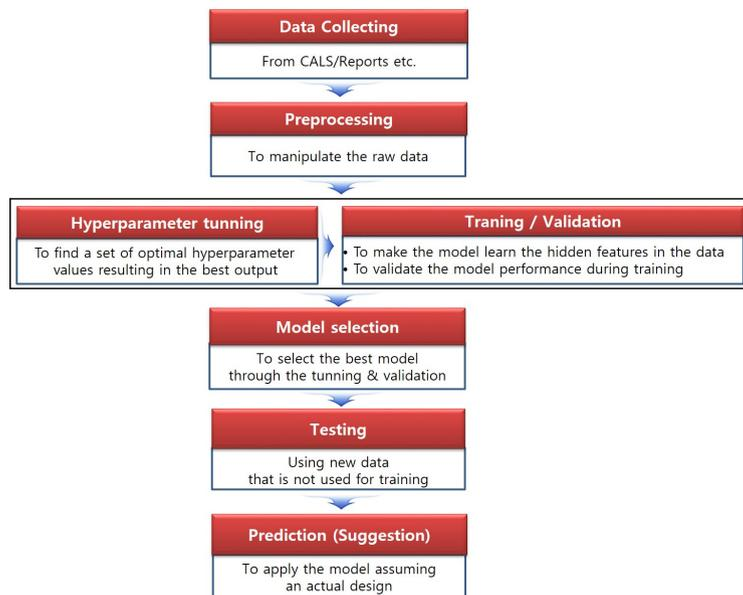 Data Collecting
From CALS/Reports etc.
Preprocessing
To manipulate the raw data
Hyperparameter tunning
To find a set of optimal hyperparameter
values resulting in the best output
Traning / Validation
• To make the model learn the hidden features in the data
• To validate the model performance during training
Model selection
To select the best model
through the tunning & validation
Testing
Using new data
that is not used for training
Prediction (Suggestion)
To apply the model assuming
an actual design